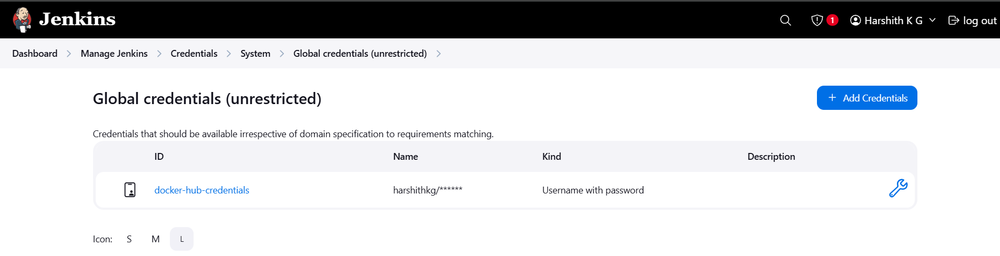 Jenkins
1
Harshith K G
log out
Dashboard > Manage Jenkins > Credentials > System > Global credentials (unrestricted) >
Global credentials (unrestricted)
+ Add Credentials
Credentials that should be available irrespective of domain specification to requirements matching.
ID Name Kind Description
docker-hub-credentials harshithkg/****** Username with password
Icon: S M L